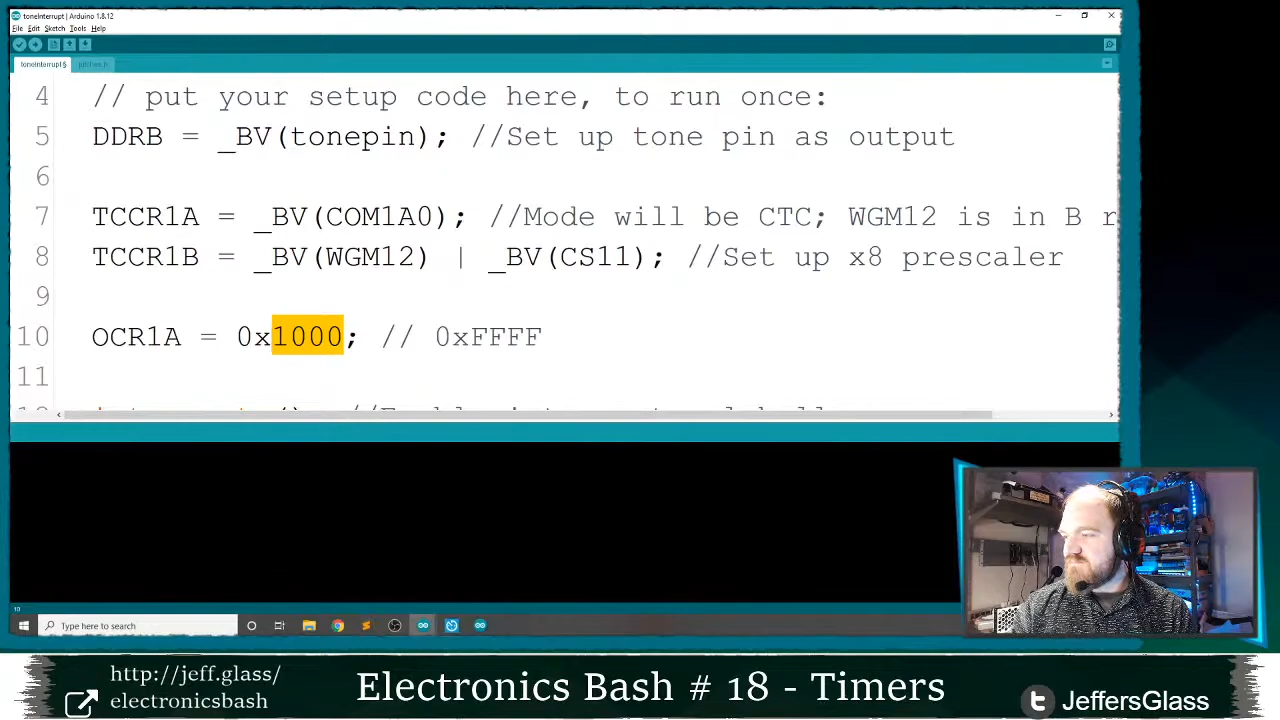 toneInterrupt | Arduino 1.8.12
File Edit Sketch Tools Help
toneInterrupt § pitches.h
4 // put your setup code here, to run once:
5 DDRB = _BV(tonepin); //Set up tone pin as output
6
7 TCCR1A = _BV(COM1A0); //Mode will be CTC; WGM12 is in B r
8 TCCR1B = _BV(WGM12) | _BV(CS11); //Set up x8 prescaler
9
10 OCR1A = 0x1000; // 0xFFFF
11
10
Type here to search
http://jeff.glass/
electronicsbash
Electronics Bash # 18 - Timers
JeffersGlass